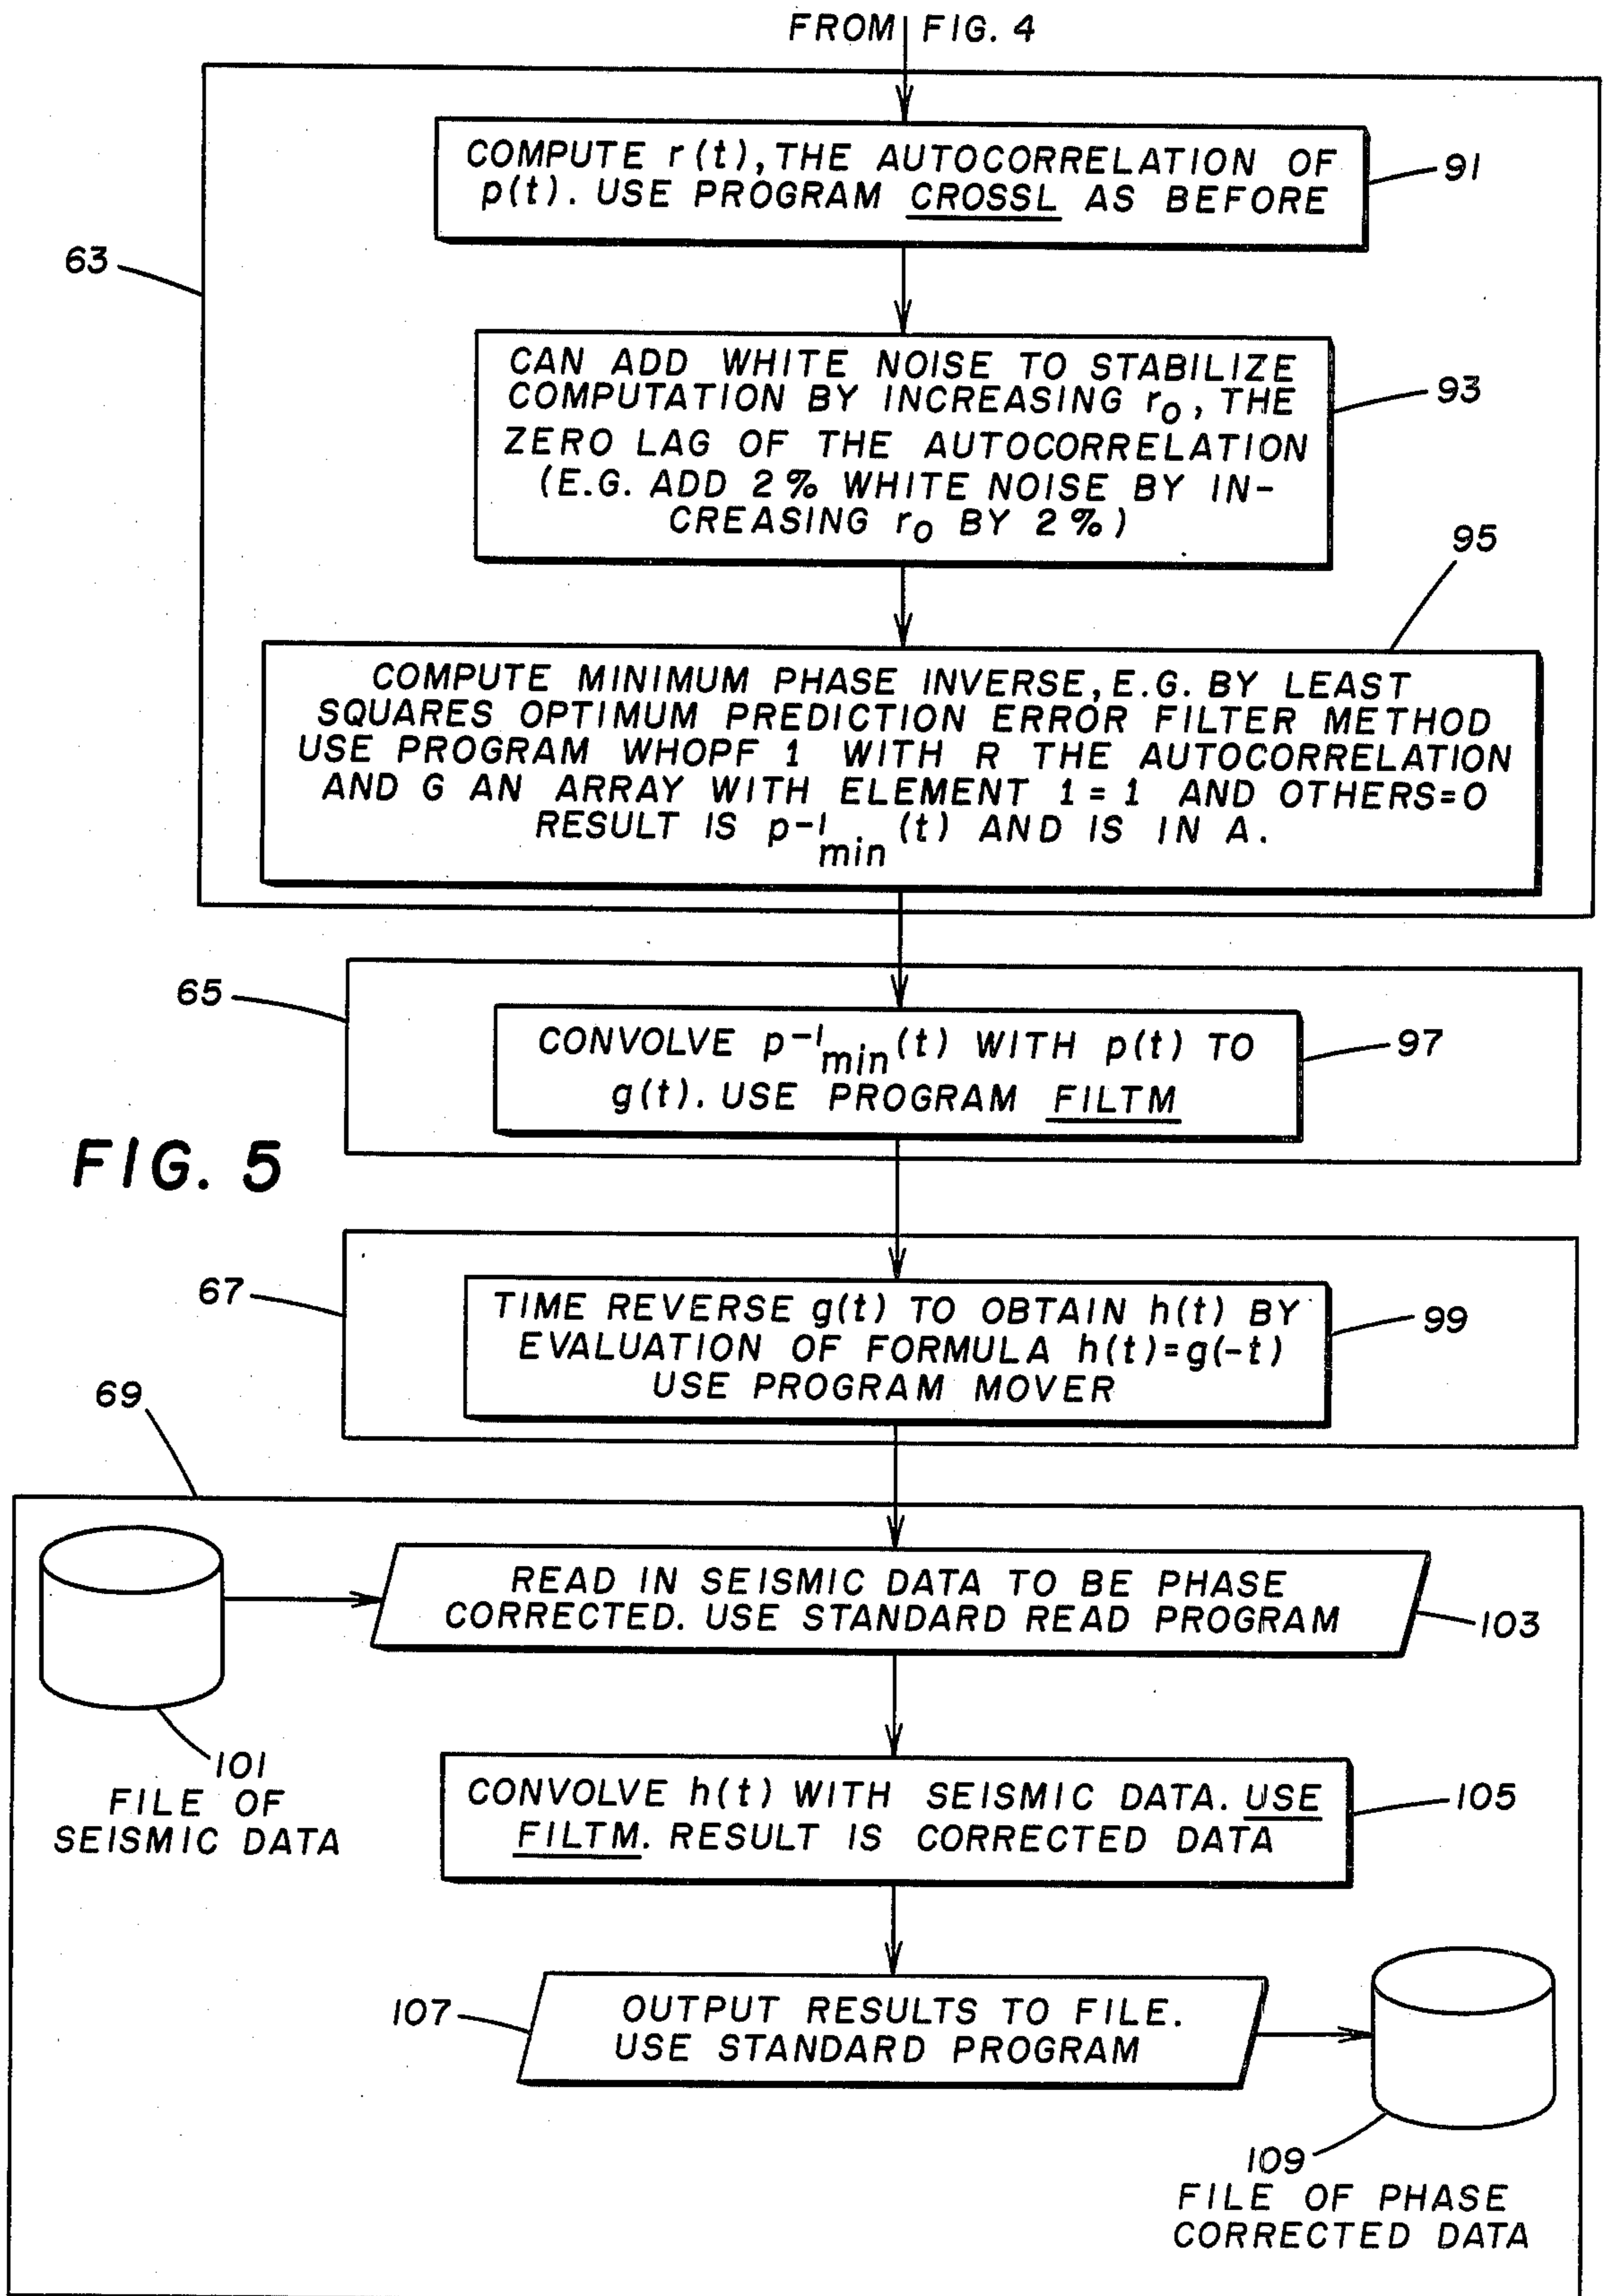 FROM FIG. 4
COMPUTE r(t), THE AUTOCORRELATION OF
p(t). USE PROGRAM CROSSL AS BEFORE
91
63
CAN ADD WHITE NOISE TO STABILIZE
COMPUTATION BY INCREASING r₀, THE
ZERO LAG OF THE AUTOCORRELATION
(E.G. ADD 2% WHITE NOISE BY IN-
CREASING r₀ BY 2%)
93
95
COMPUTE MINIMUM PHASE INVERSE, E.G. BY LEAST
SQUARES OPTIMUM PREDICTION ERROR FILTER METHOD
USE PROGRAM WHOPF 1 WITH R THE AUTOCORRELATION
AND G AN ARRAY WITH ELEMENT 1=1 AND OTHERS=0
RESULT IS p⁻¹min(t) AND IS IN A.
65
CONVOLVE p⁻¹min(t) WITH p(t) TO
g(t). USE PROGRAM FILTM
97
FIG. 5
67
TIME REVERSE g(t) TO OBTAIN h(t) BY
EVALUATION OF FORMULA h(t)=g(-t)
USE PROGRAM MOVER
99
69
READ IN SEISMIC DATA TO BE PHASE
CORRECTED. USE STANDARD READ PROGRAM
103
101
FILE OF
SEISMIC DATA
CONVOLVE h(t) WITH SEISMIC DATA. USE
FILTM. RESULT IS CORRECTED DATA
105
107
OUTPUT RESULTS TO FILE.
USE STANDARD PROGRAM
109
FILE OF PHASE
CORRECTED DATA